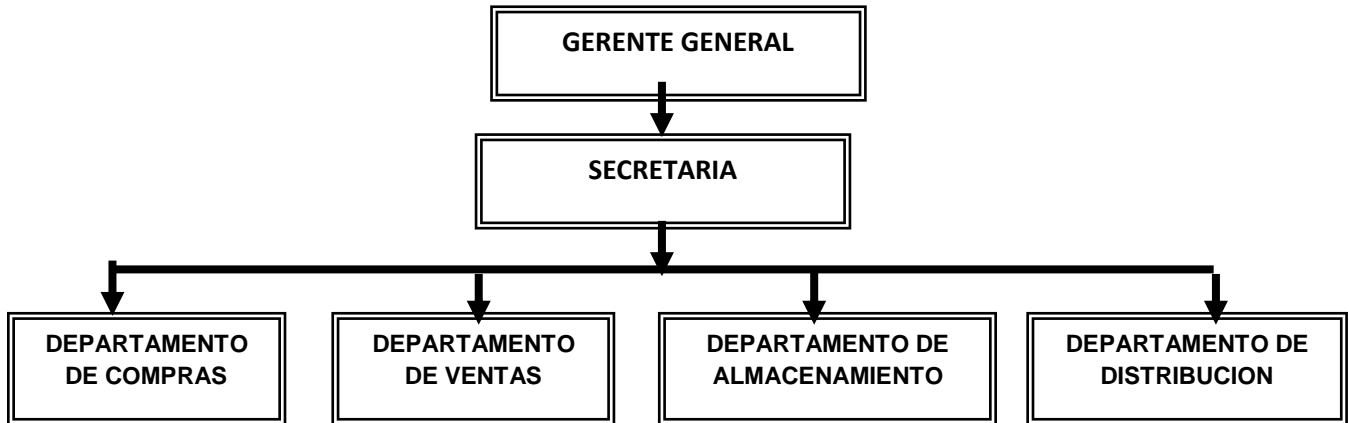 GERENTE GENERAL
SECRETARIA
DEPARTAMENTO
DE COMPRAS
DEPARTAMENTO
DE VENTAS
DEPARTAMENTO DE
ALMACENAMIENTO
DEPARTAMENTO DE
DISTRIBUCION